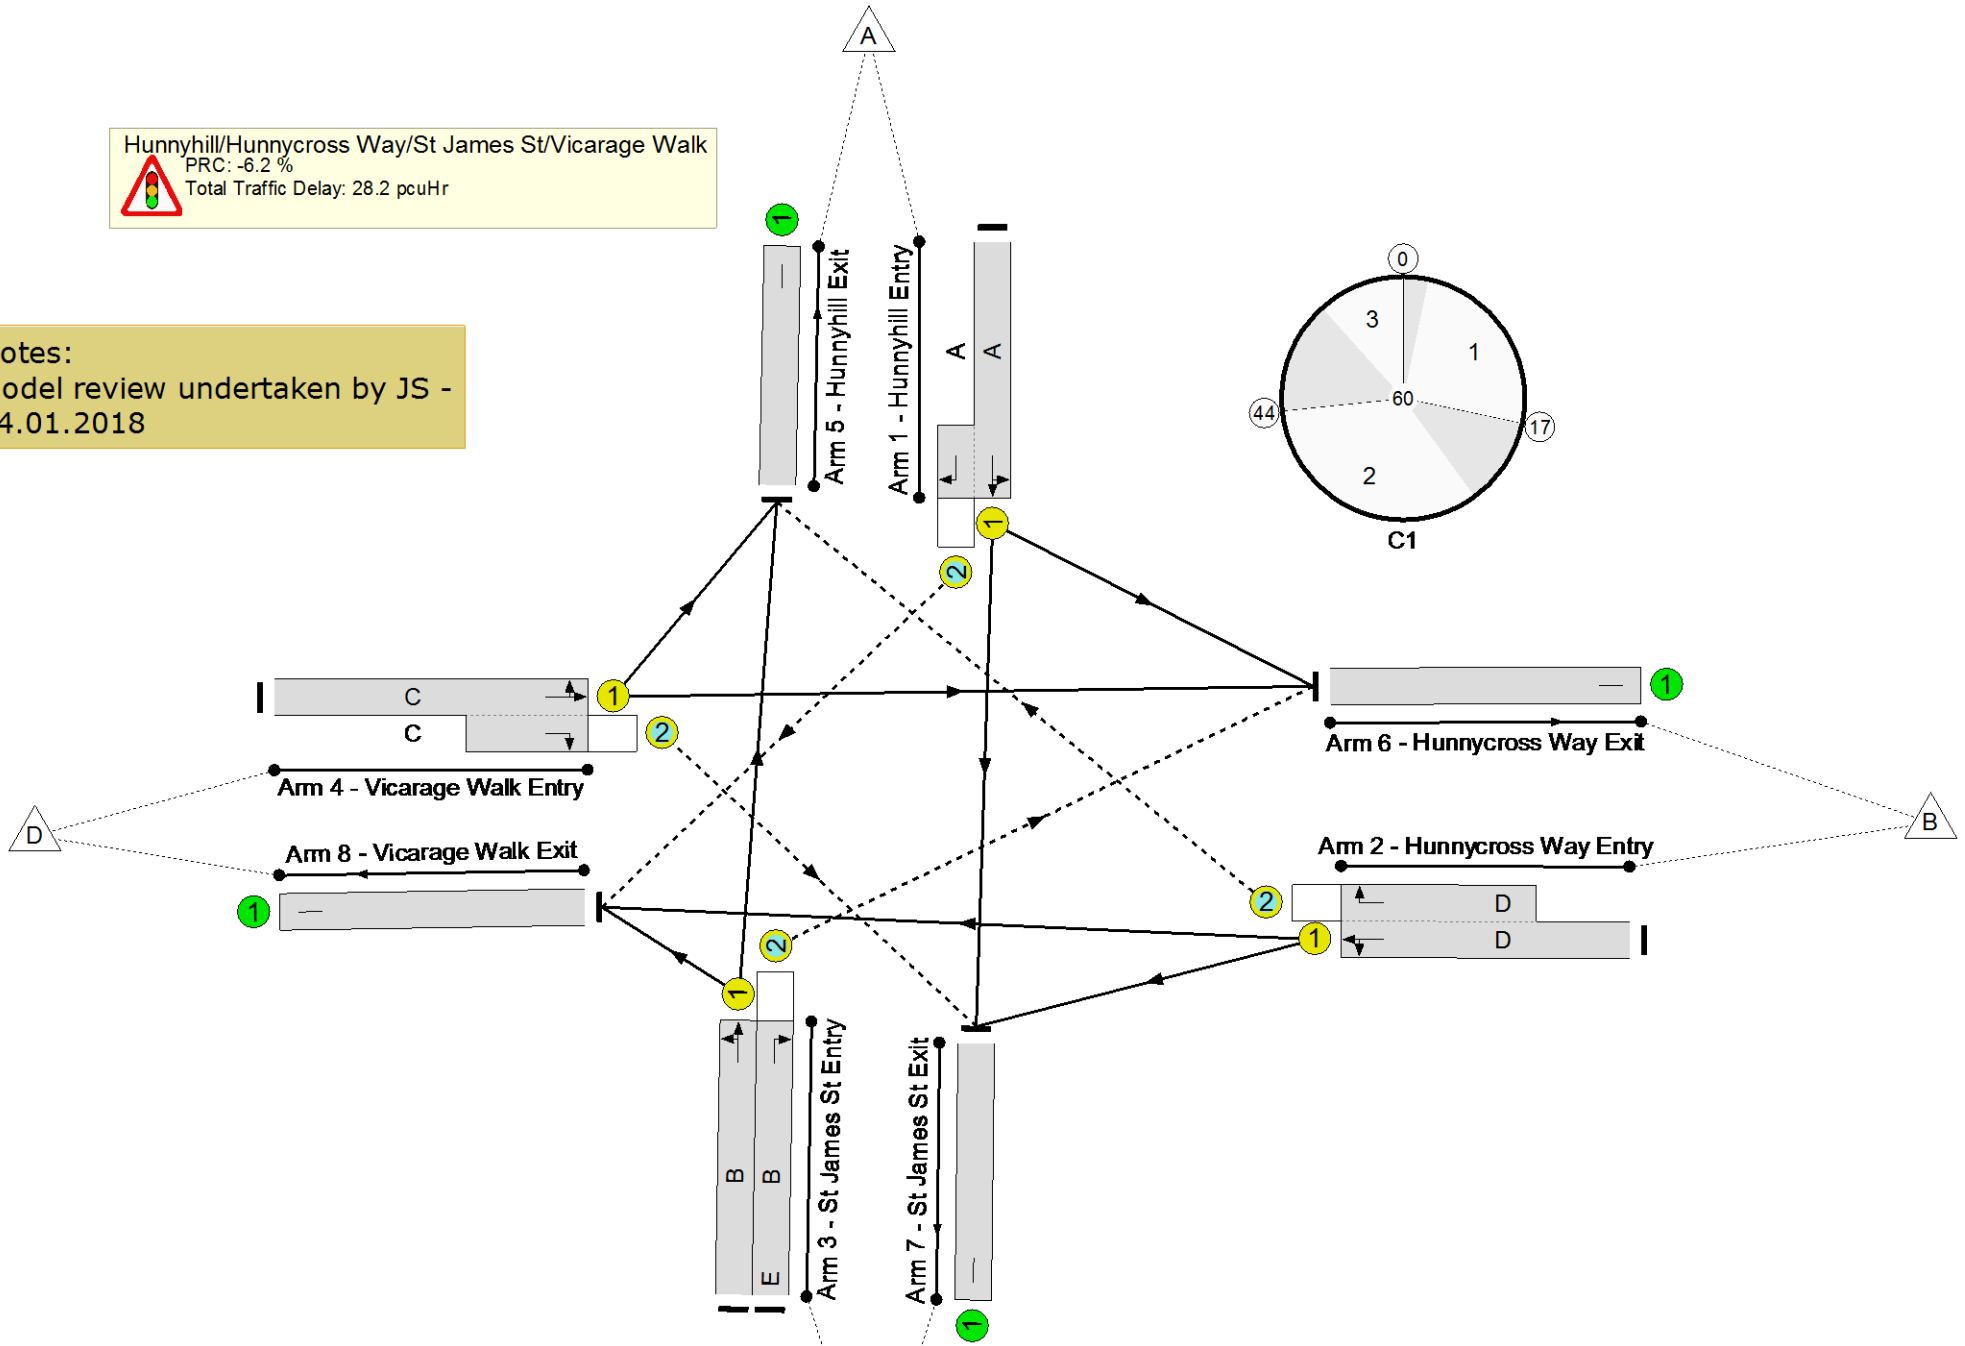 A
Hunnyhill/Hunnycross Way/St James St/Vicarage Walk
PRC: -6.2 %
Total Traffic Delay: 28.2 pcuHr
otes:
odel review undertaken by JS -
4.01.2018
1
Arm 5 - Hunnyhill Exit
Arm 1 - Hunnyhill Entry
A
A
1
2
0
3
1
60
44
17
2
C1
C
C
1
2
Arm 4 - Vicarage Walk Entry
D
Arm 8 - Vicarage Walk Exit
1
1
Arm 6 - Hunnycross Way Exit
B
Arm 2 - Hunnycross Way Entry
2
1
D
D
2
1
B
B
E
Arm 3 - St James St Entry
Arm 7 - St James St Exit
1